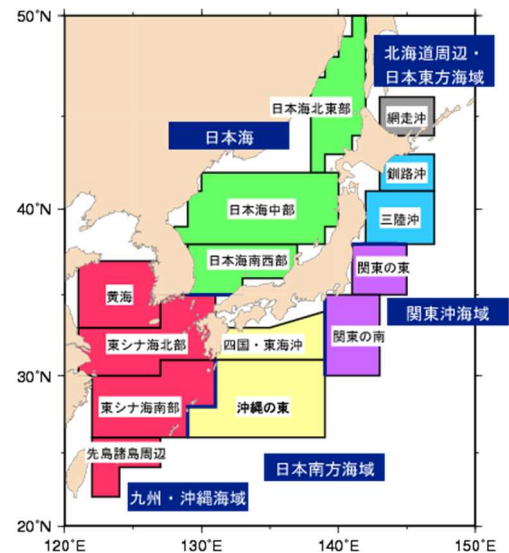 50°N
北海道周辺・
日本東方海域
日本海北東部
網走沖
日本海
釧路沖
40°N
日本海中部
三陸沖
日本海南西部
関東の東
黄海
関東沖海域
関東の南
東シナ海北部
四国・東海沖
30°N
東シナ海南部
沖縄の東
先島諸島周辺
日本南方海域
九州・沖縄海域
20°N
120°E
130°E
140°E
150°E